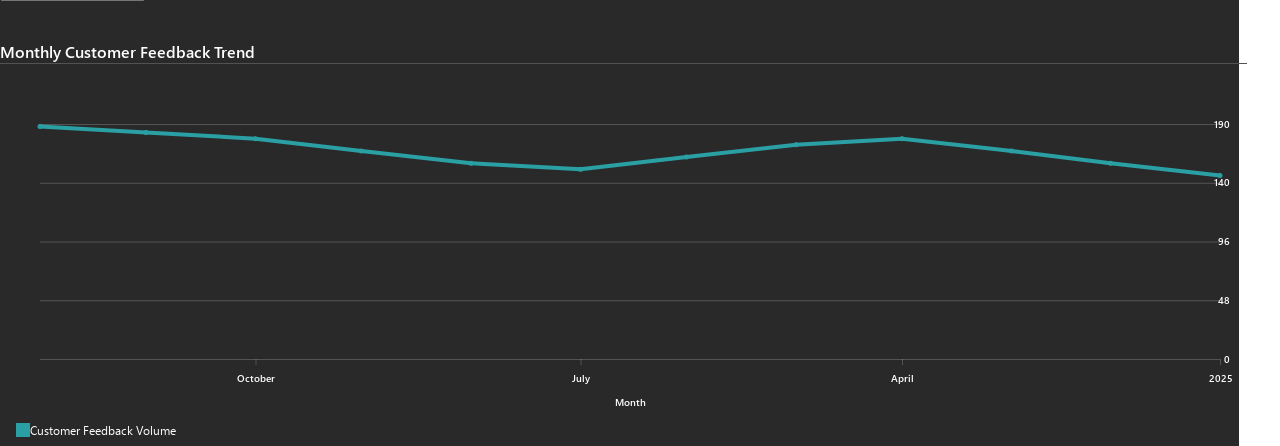 Monthly Customer Feedback Trend
190
140
96
48
0
October July April 2025
Month
Customer Feedback Volume